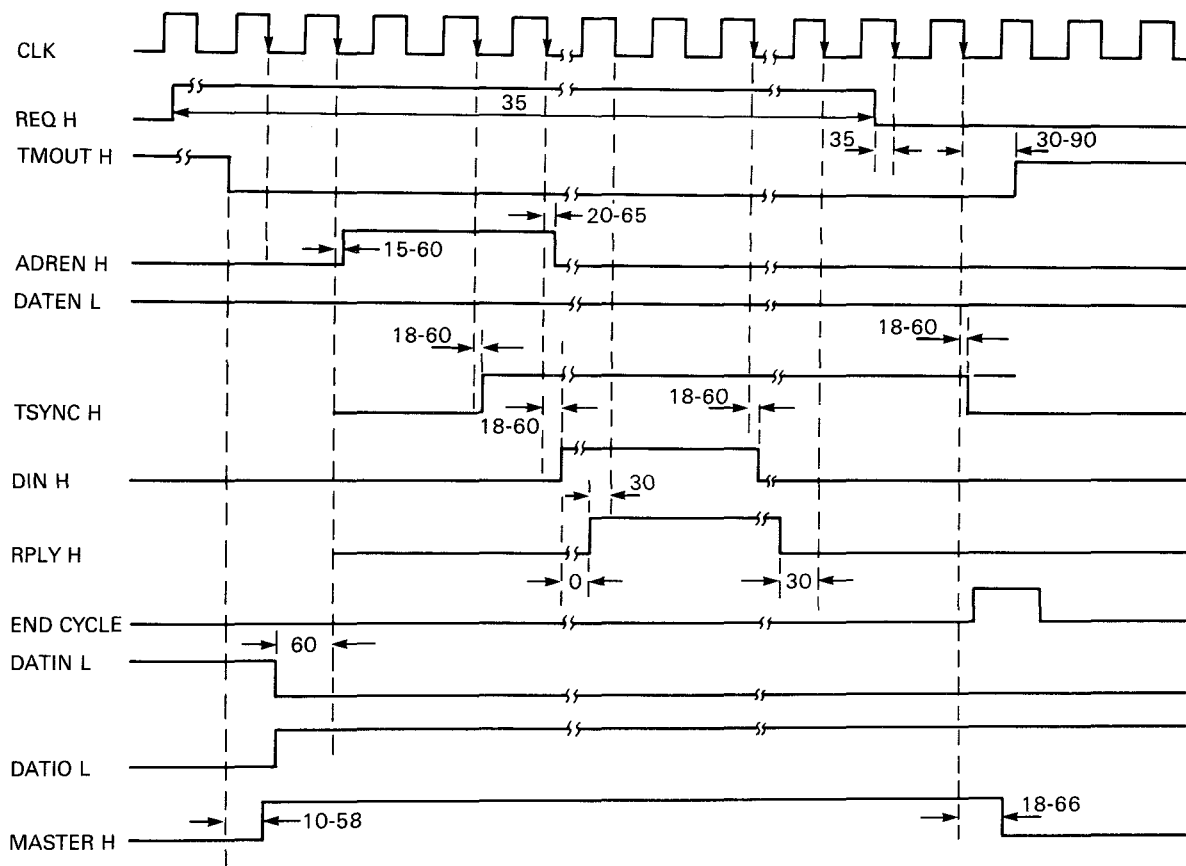 CLK
REQ H
35
TMOUT H
35
30-90
20-65
ADREN H
15-60
DATEN L
18-60
18-60
TSYNC H
18-60
18-60
DIN H
30
RPLY H
0
30
END CYCLE
60
DATIN L
DATIO L
MASTER H
10-58
18-66